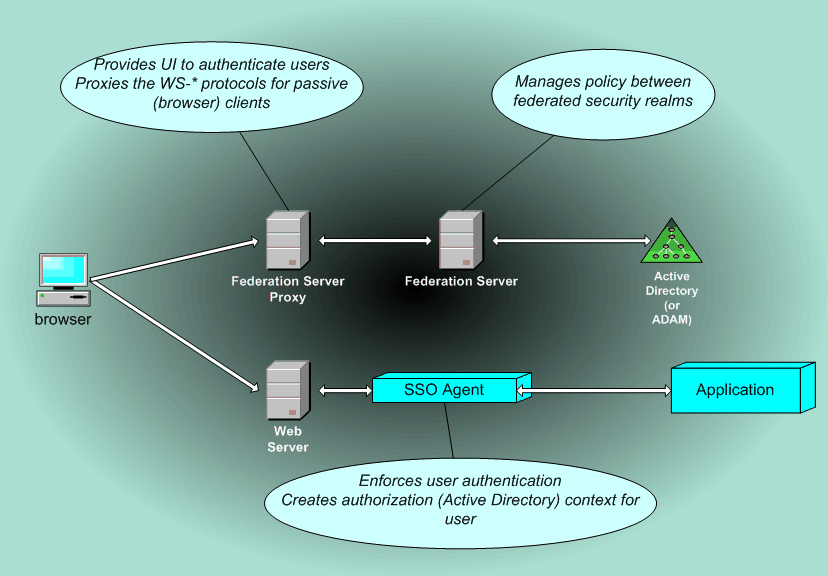 Provides UI to authenticate users
Proxies the WS-* protocols for passive
(browser) clients
Manages policy between
federated security realms
Federation Server
Proxy
Federation Server
Active
Directory
(or
ADAM)
browser
SSO Agent
Application
Web
Server
Enforces user authentication
Creates authorization (Active Directory) context for
user